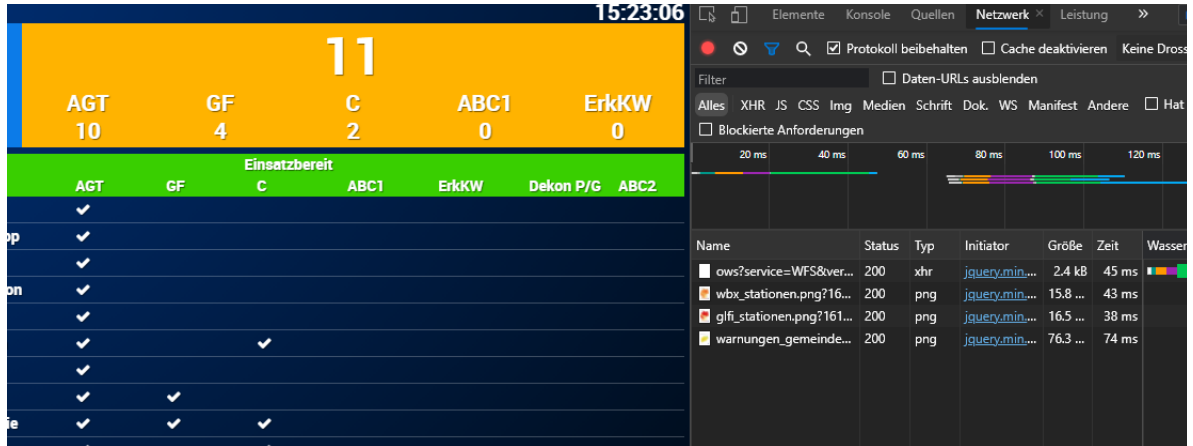 15:23:06
11
AGT GF C ABC1 ErkKW
10 4 2 0 0
Einsatzbereit
AGT GF C ABC1 ErkKW Dekon P/G ABC2
op
on
ie
Elemente Konsole Quellen Netzwerk × Leistung »
Protokoll beibehalten Cache deaktivieren Keine Dross
Filter Daten-URLs ausblenden
Alles XHR JS CSS Img Medien Schrift Dok. WS Manifest Andere Hat
Blockierte Anforderungen
20 ms 40 ms 60 ms 80 ms 100 ms 120 ms
Name Status Typ Initiator Größe Zeit Wasser
ows?service=WFS&ver... 200 xhr jquery.min.... 2.4 kB 45 ms
wbx_stationen.png?16... 200 png jquery.min.... 15.8 ... 43 ms
glfi_stationen.png?161... 200 png jquery.min.... 16.5 ... 38 ms
warnungen_gemeinde... 200 png jquery.min.... 76.3 ... 74 ms